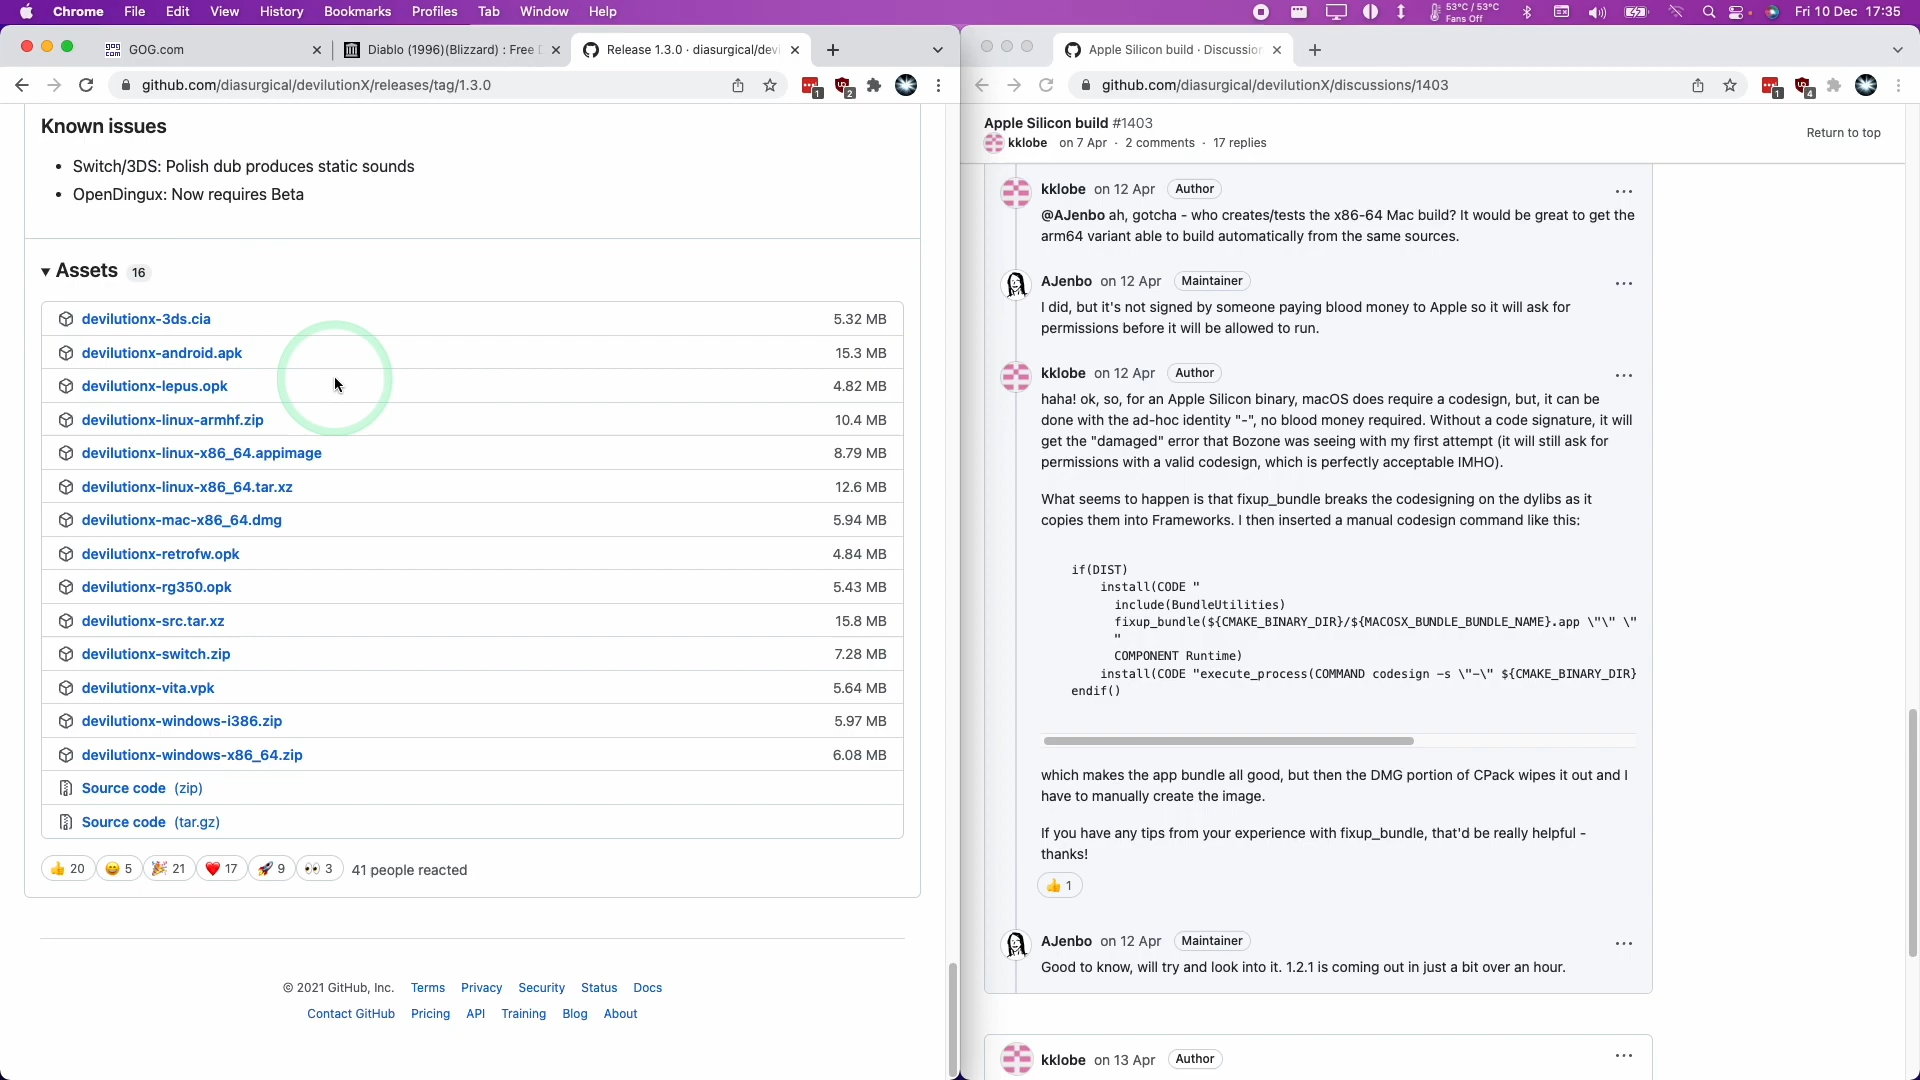 Chrome File Edit View History Bookmarks Profiles Tab Window Help
53°C / 53°C
Fans Off
Fri 10 Dec 17:35
GOG.com
Diablo (1996)(Blizzard) : Free
Release 1.3.0 · diasurgical/devi
github.com/diasurgical/devilutionX/releases/tag/1.3.0
1
2
Known issues
• Switch/3DS: Polish dub produces static sounds
• OpenDingux: Now requires Beta
Assets 16
devilutionx-3ds.cia 5.32 MB
devilutionx-android.apk 15.3 MB
devilutionx-lepus.opk 4.82 MB
devilutionx-linux-armhf.zip 10.4 MB
devilutionx-linux-x86_64.appimage 8.79 MB
devilutionx-linux-x86_64.tar.xz 12.6 MB
devilutionx-mac-x86_64.dmg 5.94 MB
devilutionx-retrofw.opk 4.84 MB
devilutionx-rg350.opk 5.43 MB
devilutionx-src.tar.xz 15.8 MB
devilutionx-switch.zip 7.28 MB
devilutionx-vita.vpk 5.64 MB
devilutionx-windows-i386.zip 5.97 MB
devilutionx-windows-x86_64.zip 6.08 MB
Source code (zip)
Source code (tar.gz)
👍 20 😄 5 🎉 21 ❤️ 17 🚀 9 👀 3 41 people reacted
© 2021 GitHub, Inc. Terms Privacy Security Status Docs
Contact GitHub Pricing API Training Blog About
Apple Silicon build · Discussion
github.com/diasurgical/devilutionX/discussions/1403
1
4
Apple Silicon build #1403
kklobe on 7 Apr · 2 comments · 17 replies
Return to top
kklobe on 12 Apr Author
@AJenbo ah, gotcha - who creates/tests the x86-64 Mac build? It would be great to get the
arm64 variant able to build automatically from the same sources.
AJenbo on 12 Apr Maintainer
I did, but it's not signed by someone paying blood money to Apple so it will ask for
permissions before it will be allowed to run.
kklobe on 12 Apr Author
haha! ok, so, for an Apple Silicon binary, macOS does require a codesign, but, it can be
done with the ad-hoc identity "-", no blood money required. Without a code signature, it will
get the "damaged" error that Bozone was seeing with my first attempt (it will still ask for
permissions with a valid codesign, which is perfectly acceptable IMHO).
What seems to happen is that fixup_bundle breaks the codesigning on the dylibs as it
copies them into Frameworks. I then inserted a manual codesign command like this:
if(DIST)
install(CODE "
include(BundleUtilities)
fixup_bundle(${CMAKE_BINARY_DIR}/${MACOSX_BUNDLE_BUNDLE_NAME}.app \"\" \"
"
COMPONENT Runtime)
install(CODE "execute_process(COMMAND codesign -s \"-\" ${CMAKE_BINARY_DIR}
endif()
which makes the app bundle all good, but then the DMG portion of CPack wipes it out and I
have to manually create the image.
If you have any tips from your experience with fixup_bundle, that'd be really helpful -
thanks!
👍 1
AJenbo on 12 Apr Maintainer
Good to know, will try and look into it. 1.2.1 is coming out in just a bit over an hour.
kklobe on 13 Apr Author